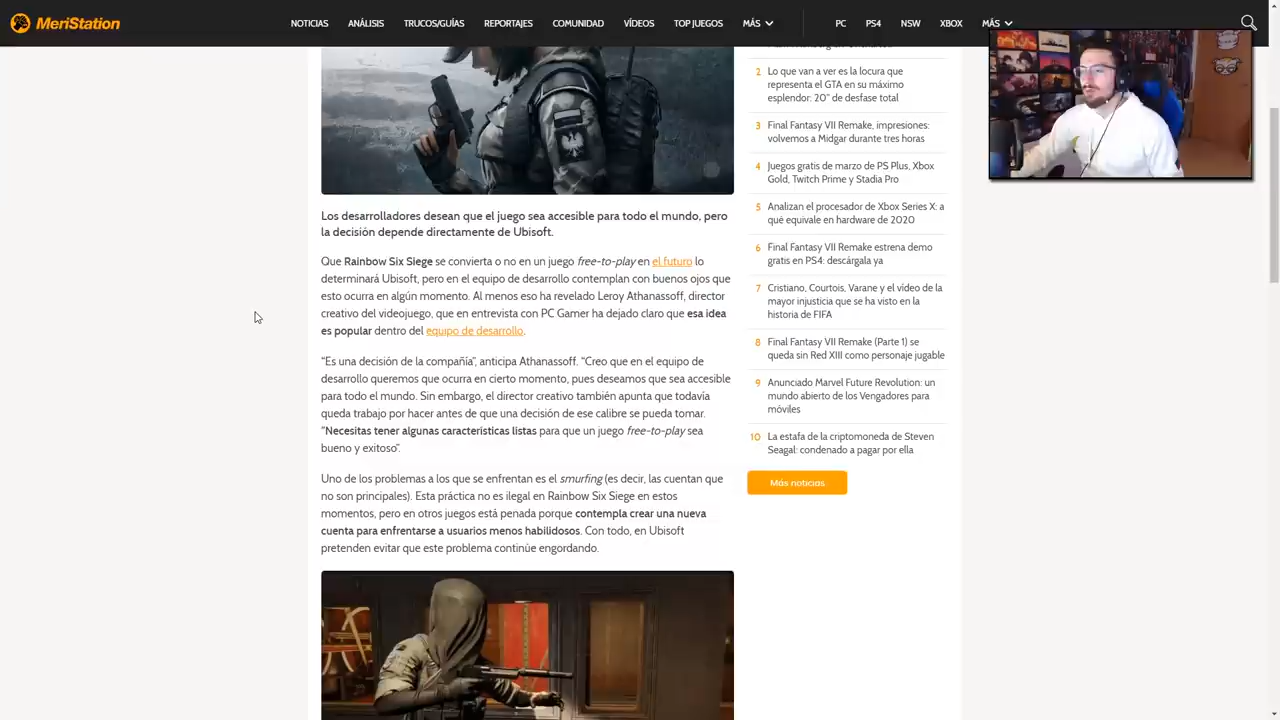 MeriStation
NOTICIAS ANÁLISIS TRUCOS/GUÍAS REPORTAJES COMUNIDAD VÍDEOS TOP JUEGOS MÁS PC PS4 NSW XBOX MÁS
Los desarrolladores desean que el juego sea accesible para todo el mundo, pero
la decisión depende directamente de Ubisoft.
Que Rainbow Six Siege se convierta o no en un juego free-to-play en el futuro lo
determinará Ubisoft, pero en el equipo de desarrollo contemplan con buenos ojos que
esto ocurra en algún momento. Al menos eso ha revelado Leroy Athanassoff, director
creativo del videojuego, que en entrevista con PC Gamer ha dejado claro que esa idea
es popular dentro del equipo de desarrollo.
“Es una decisión de la compañía”, anticipa Athanassoff. “Creo que en el equipo de
desarrollo queremos que ocurra en cierto momento, pues deseamos que sea accesible
para todo el mundo. Sin embargo, el director creativo también apunta que todavía
queda trabajo por hacer antes de que una decisión de ese calibre se pueda tomar.
“Necesitas tener algunas características listas para que un juego free-to-play sea
bueno y exitoso”.
Uno de los problemas a los que se enfrentan es el smurfing (es decir, las cuentan que
no son principales). Esta práctica no es ilegal en Rainbow Six Siege en estos
momentos, pero en otros juegos está penada porque contempla crear una nueva
cuenta para enfrentarse a usuarios menos habilidosos. Con todo, en Ubisoft
pretenden evitar que este problema continúe engordando.
2 Lo que van a ver es la locura que
representa el GTA en su máximo
esplendor: 20" de desfase total
3 Final Fantasy VII Remake, impresiones:
volvemos a Midgar durante tres horas
4 Juegos gratis de marzo de PS Plus, Xbox
Gold, Twitch Prime y Stadia Pro
5 Analizan el procesador de Xbox Series X: a
qué equivale en hardware de 2020
6 Final Fantasy VII Remake estrena demo
gratis en PS4: descárgala ya
7 Cristiano, Courtois, Varane y el vídeo de la
mayor injusticia que se ha visto en la
historia de FIFA
8 Final Fantasy VII Remake (Parte 1) se
queda sin Red XIII como personaje jugable
9 Anunciado Marvel Future Revolution: un
mundo abierto de los Vengadores para
móviles
10 La estafa de la criptomoneda de Steven
Seagal: condenado a pagar por ella
Más noticias